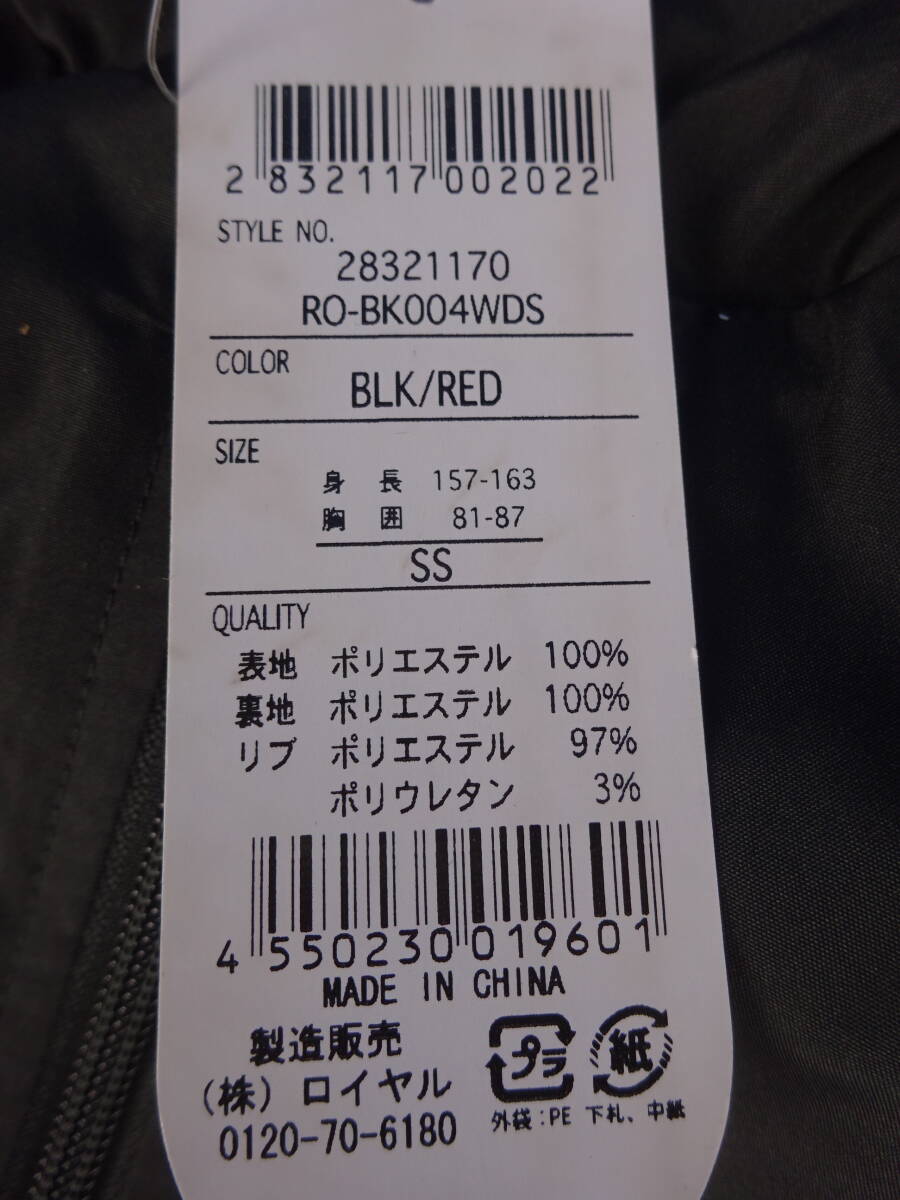 2 832117 002022
STYLE NO.
28321170
RO-BK004WDS
COLOR
BLK/RED
SIZE
身 長 157-163
胸 囲 81-87
SS
QUALITY
表地 ポリエステル 100%
裏地 ポリエステル 100%
リブ ポリエステル 97%
ポリウレタン 3%
4 550230 019601
MADE IN CHINA
製造販売
(株) ロイヤル
0120-70-6180
プラ 紙
外袋:PE 下札、中紙